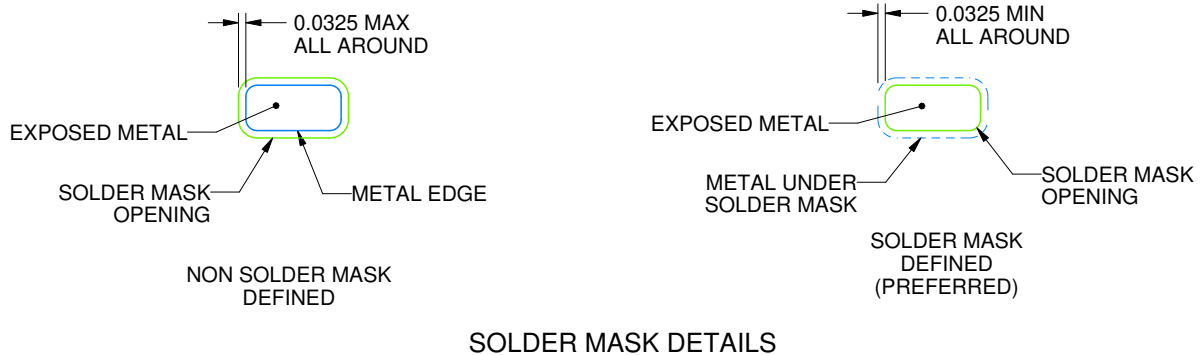 0.0325 MAX
ALL AROUND
EXPOSED METAL
SOLDER MASK
OPENING
METAL EDGE
NON SOLDER MASK
DEFINED
0.0325 MIN
ALL AROUND
EXPOSED METAL
METAL UNDER
SOLDER MASK
SOLDER MASK
OPENING
SOLDER MASK
DEFINED
(PREFERRED)
SOLDER MASK DETAILS